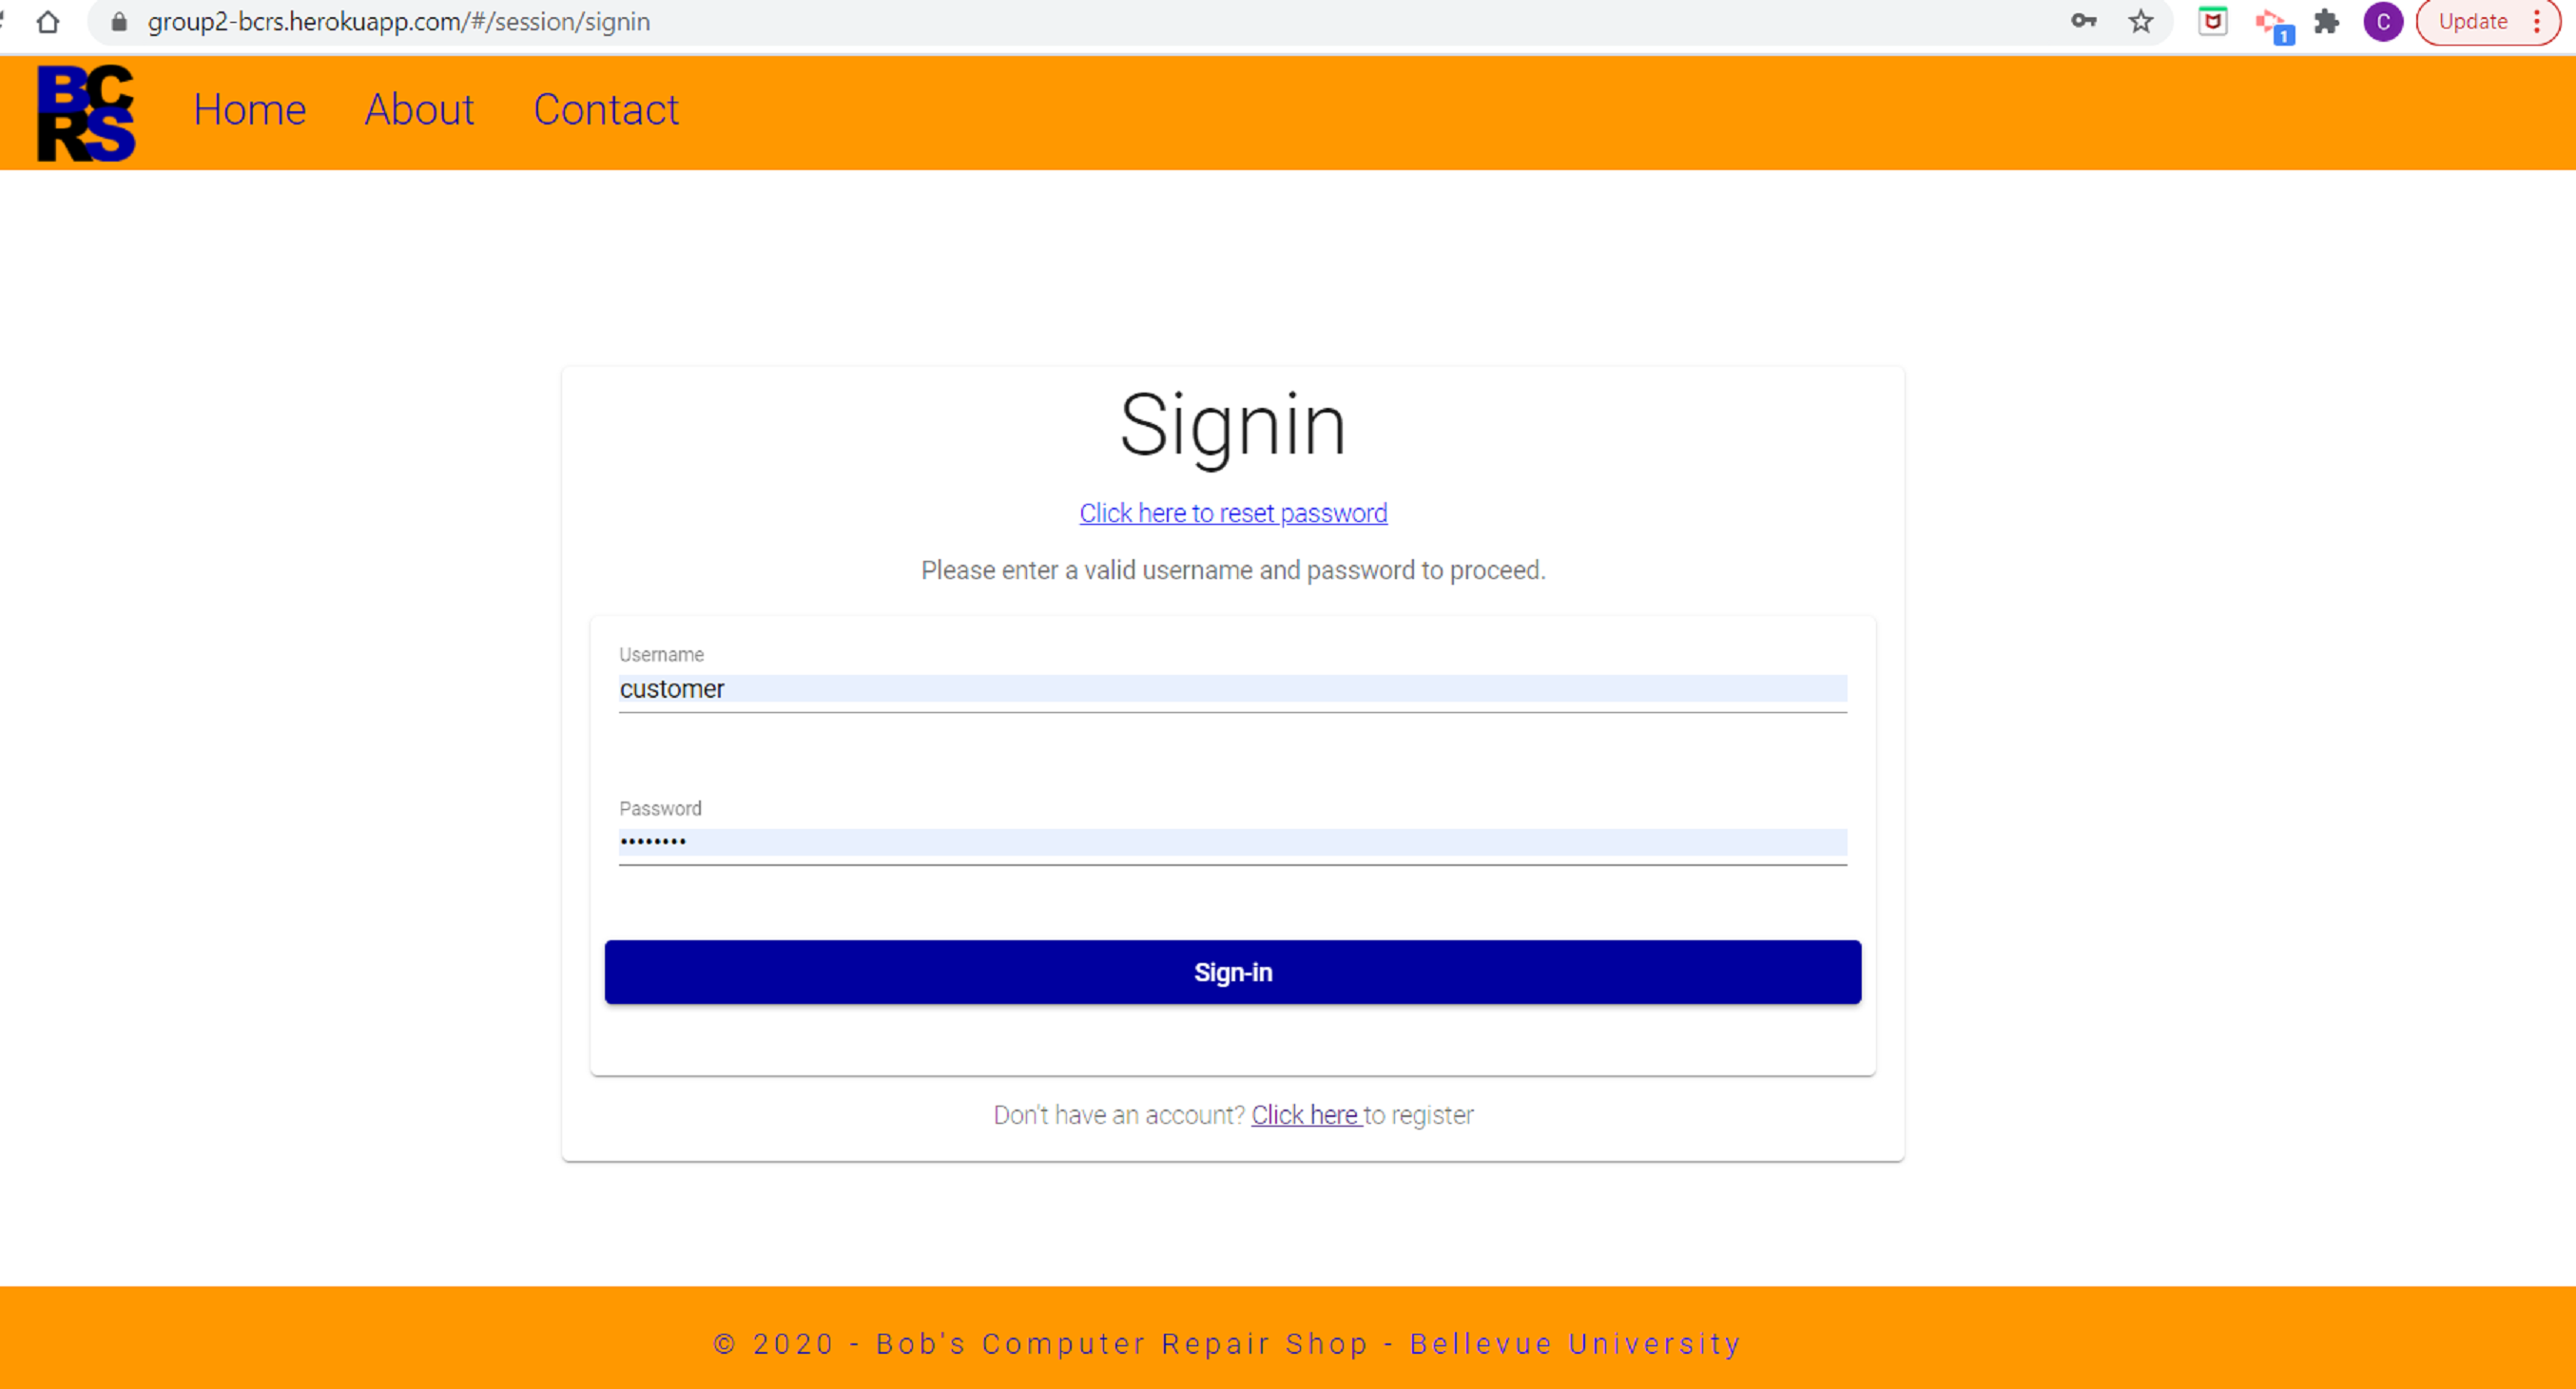 group2-bcrs.herokuapp.com/#/session/signin
1
C
Update
BC
RS
Home About Contact
Signin
Click here to reset password
Please enter a valid username and password to proceed.
Username
customer
Password
••••••••
Sign-in
Don't have an account? Click here to register
© 2020 - Bob's Computer Repair Shop - Bellevue University